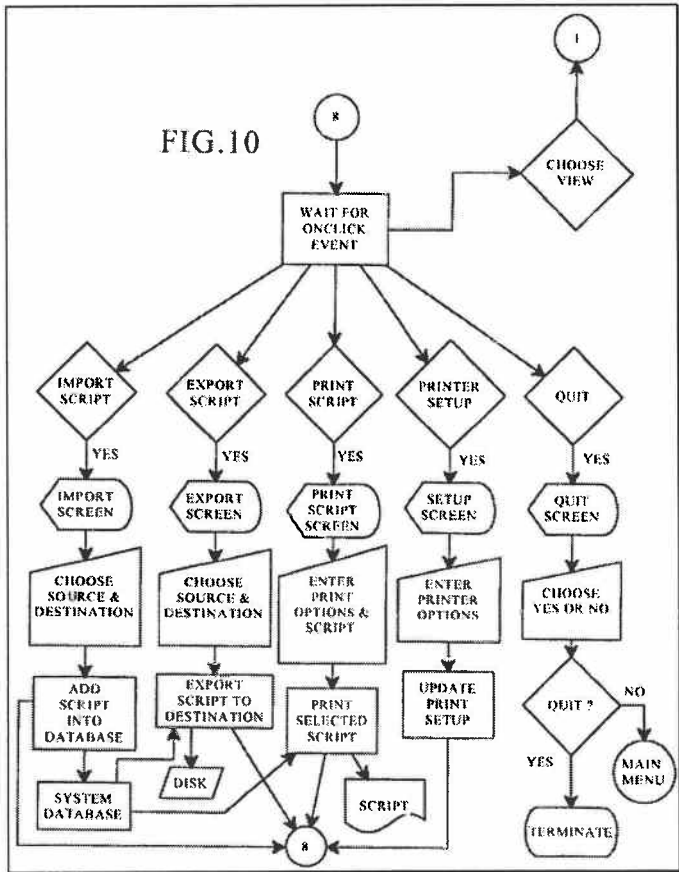 1
8
FIG.10
CHOOSE
VIEW
WAIT FOR
ONCLICK
EVENT
IMPORT
SCRIPT
EXPORT
SCRIPT
PRINT
SCRIPT
PRINTER
SETUP
QUIT
YES
YES
YES
YES
YES
IMPORT
SCREEN
EXPORT
SCREEN
PRINT
SCRIPT
SCREEN
SETUP
SCREEN
QUIT
SCREEN
CHOOSE
SOURCE &
DESTINATION
CHOOSE
SOURCE &
DESTINATION
ENTER
PRINT
OPTIONS &
SCRIPT
ENTER
PRINTER
OPTIONS
CHOOSE
YES OR NO
ADD
SCRIPT
INTO
DATABASE
EXPORT
SCRIPT TO
DESTINATION
PRINT
SELECTED
SCRIPT
UPDATE
PRINT
SETUP
QUIT ?
NO
YES
MAIN
MENU
SYSTEM
DATABASE
DISK
SCRIPT
8
TERMINATE